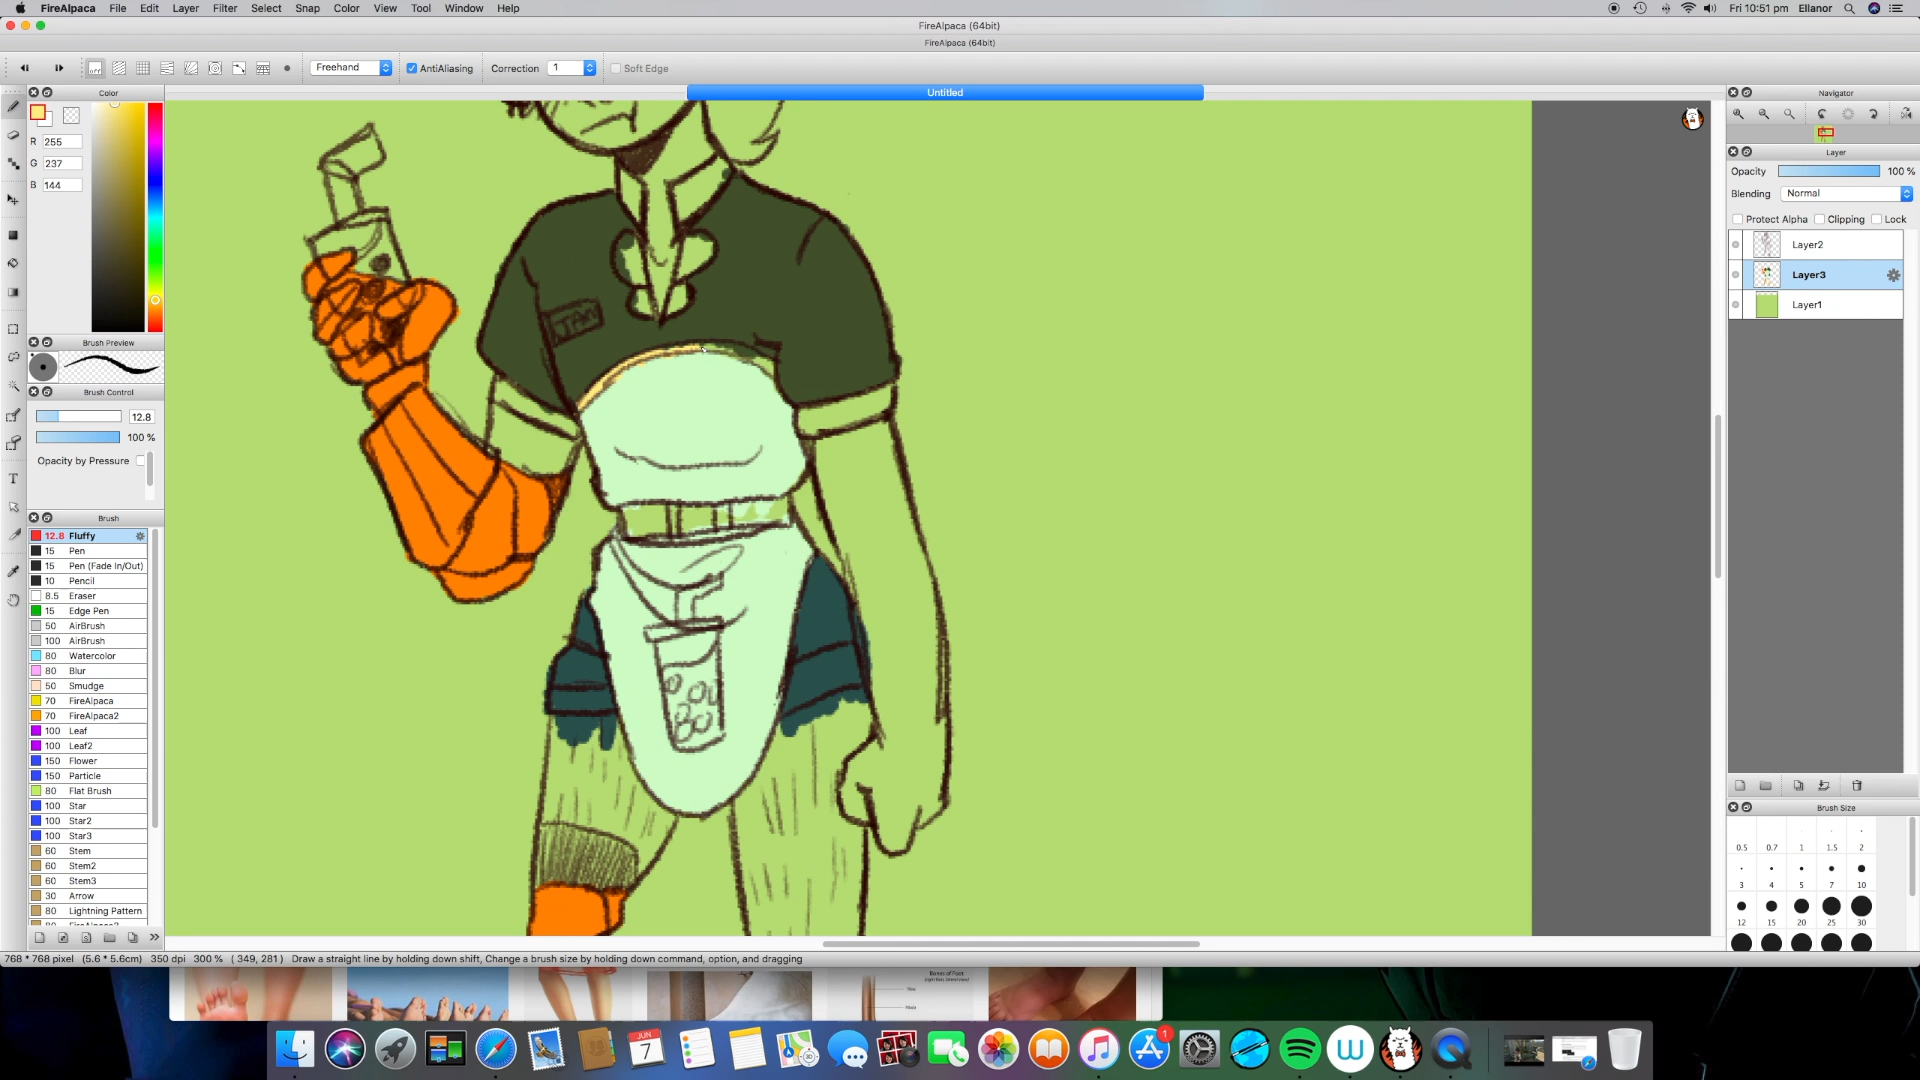 FireAlpaca File Edit Layer Filter Select Snap Color View Tool Window Help Fri 10:51 pm Ellanor
FireAlpaca (64bit)
FireAlpaca (64bit)
off Freehand AntiAliasing Correction 1 Soft Edge
Color Untitled Navigator
R 255
G 237
B 144
Layer
Opacity 100 %
Blending Normal
Protect Alpha Clipping Lock
Layer2
Layer3
Layer1
JAN
Brush Preview
Brush Control
12.8
100 %
Opacity by Pressure
Brush
12.8 Fluffy
15 Pen
15 Pen (Fade In/Out)
10 Pencil
8.5 Eraser
15 Edge Pen
50 AirBrush
100 AirBrush
80 Watercolor
80 Blur
50 Smudge
70 FireAlpaca
70 FireAlpaca2
100 Leaf
100 Leaf2
150 Flower
150 Particle
80 Flat Brush
100 Star
100 Star2
100 Star3
60 Stem
60 Stem2
60 Stem3
30 Arrow
80 Lightning Pattern
Brush Size
0.5 0.7 1 1.5 2
3 4 5 7 10
12 15 20 25 30
768 * 768 pixel (5.6 * 5.6cm) 350 dpi 300 % ( 349, 281 ) Draw a straight line by holding down shift, Change a brush size by holding down command, option, and dragging
Bones of Foot
JUN
7
1
W